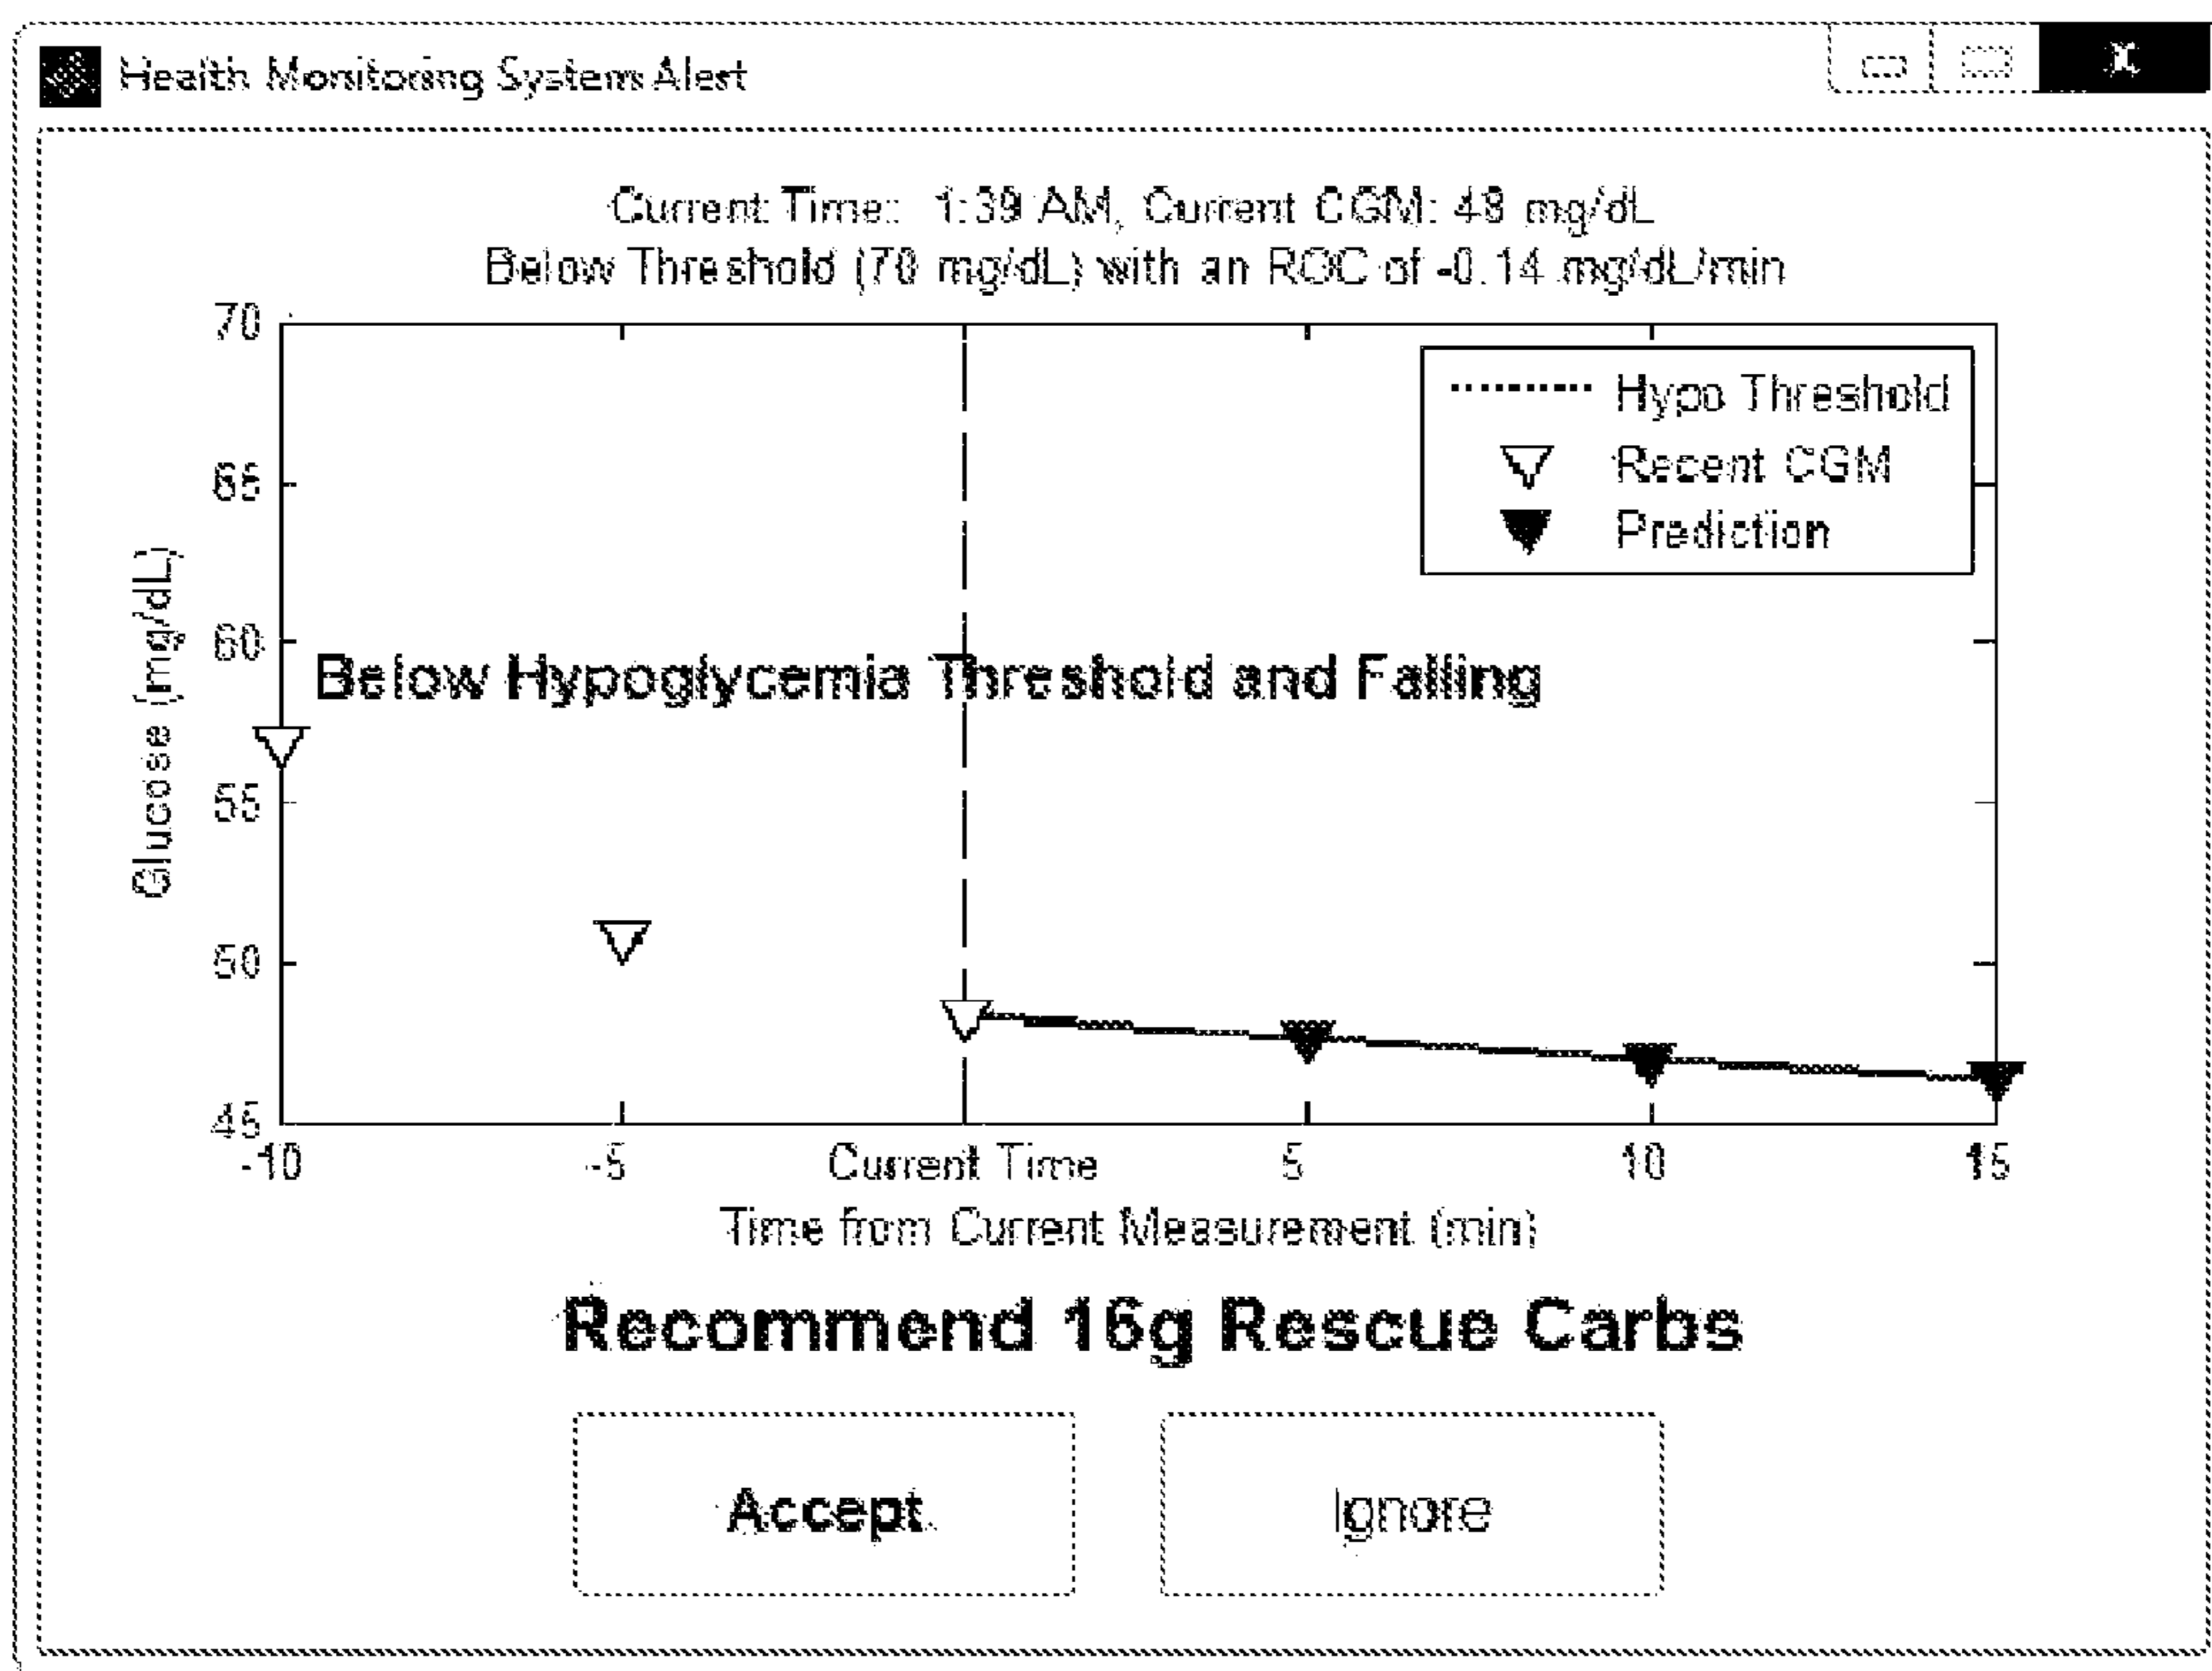 Health Monitoring System Alert
Current Time: 1:39 AM, Current CGM: 48 mg/dL
Below Threshold (70 mg/dL) with an ROC of -0.14 mg/dL/min
70
65
60
55
50
45
Glucose (mg/dL)
Hypo Threshold
Recent CGM
Prediction
Below Hypoglycemia Threshold and Falling
-10 -5 Current Time 5 10 15
Time from Current Measurement (min)
Recommend 16g Rescue Carbs
Accept Ignore